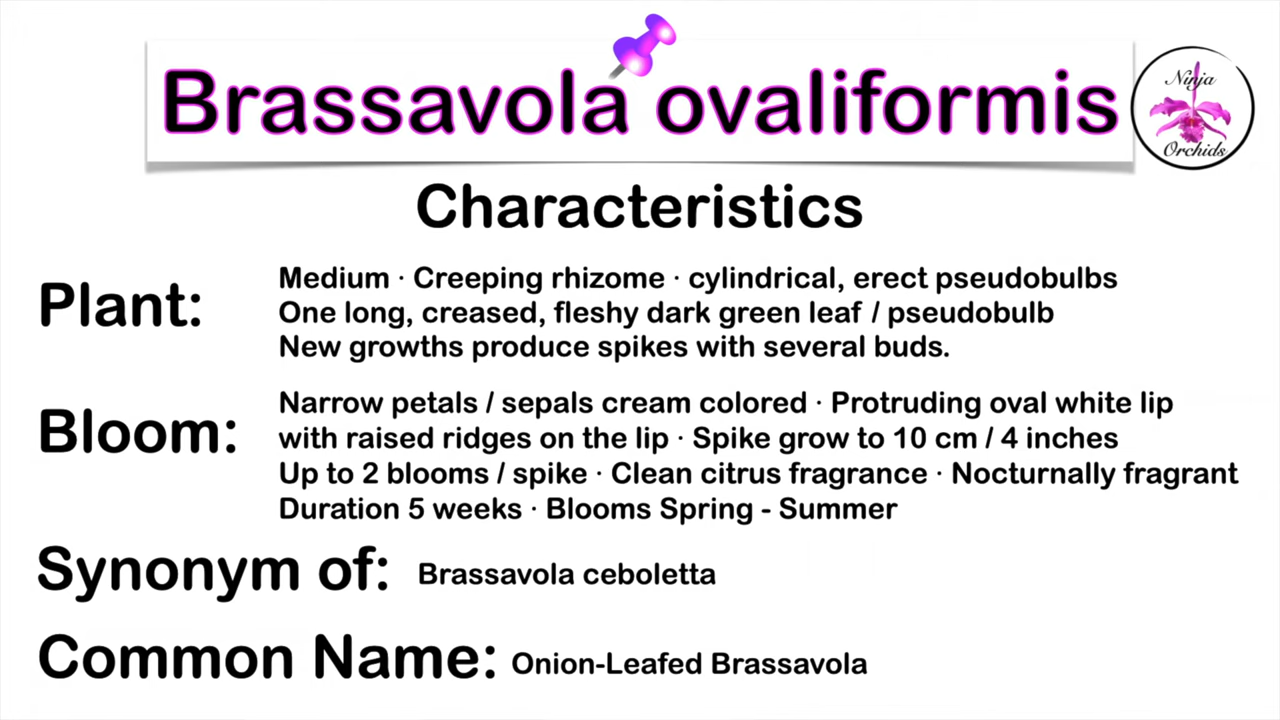 Brassavola ovaliformis
Ninja
Orchids
Characteristics
Plant:
Medium · Creeping rhizome · cylindrical, erect pseudobulbs
One long, creased, fleshy dark green leaf / pseudobulb
New growths produce spikes with several buds.
Bloom:
Narrow petals / sepals cream colored · Protruding oval white lip
with raised ridges on the lip · Spike grow to 10 cm / 4 inches
Up to 2 blooms / spike · Clean citrus fragrance · Nocturnally fragrant
Duration 5 weeks · Blooms Spring - Summer
Synonym of: Brassavola ceboletta
Common Name: Onion-Leafed Brassavola